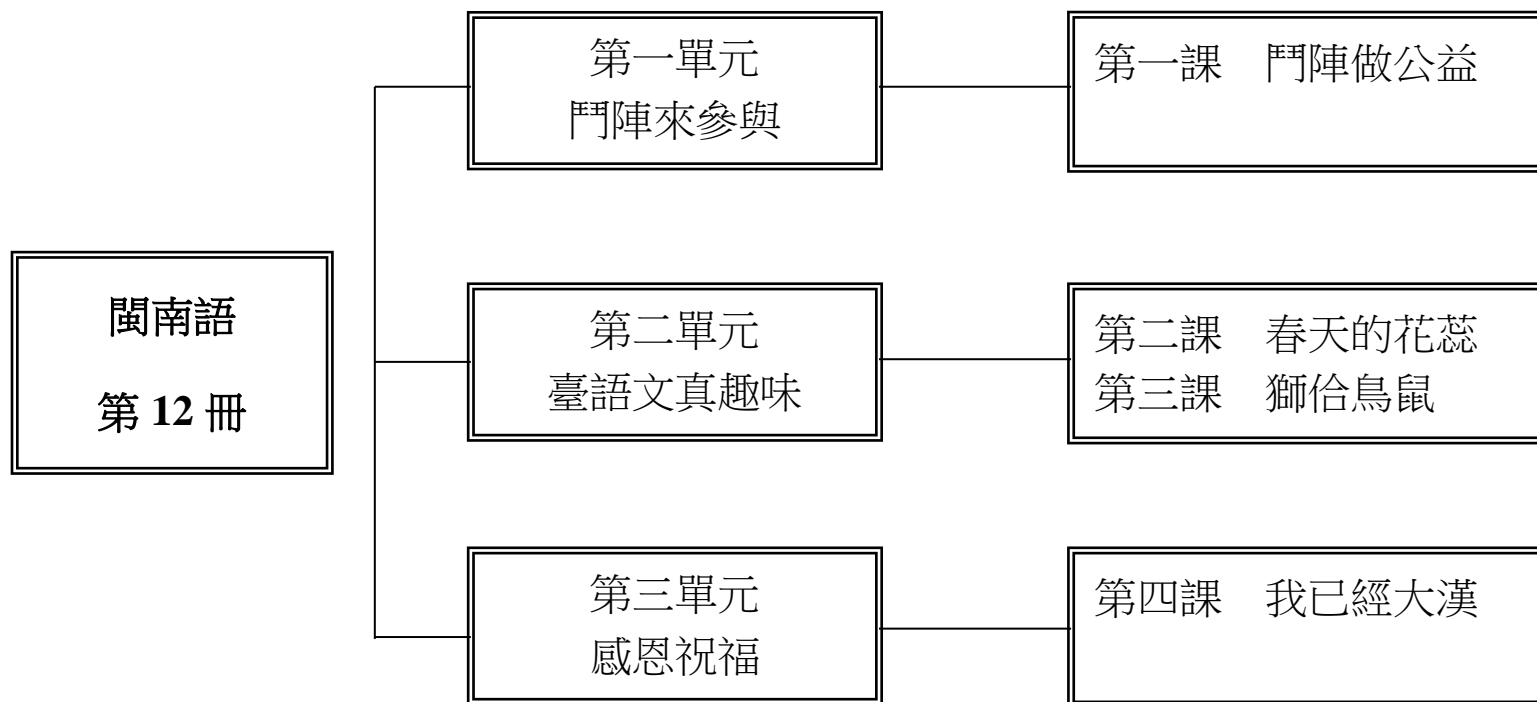 閩南語
第 12 冊
第一單元
鬥陣來參與
第一課　鬥陣做公益
第二單元
臺語文真趣味
第二課　春天的花蕊
第三課　獅佮鳥鼠
第三單元
感恩祝福
第四課　我已經大漢